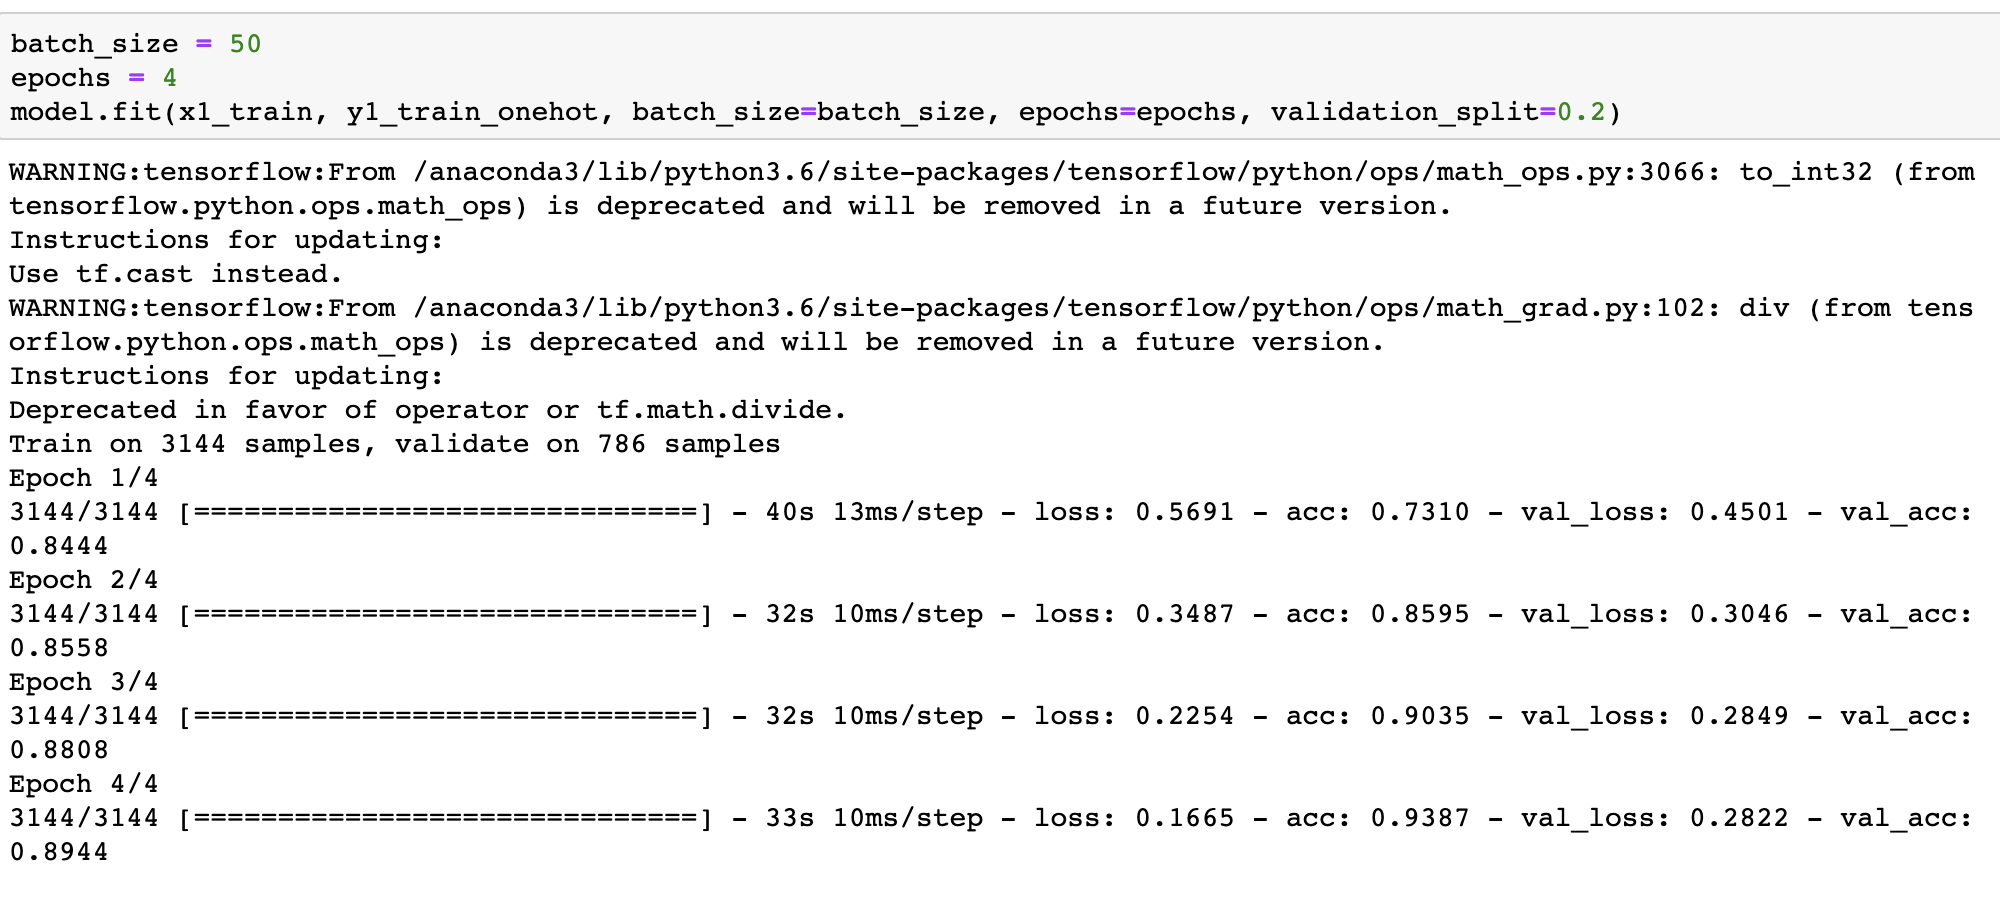 batch_size = 50
epochs = 4
model.fit(x1_train, y1_train_onehot, batch_size=batch_size, epochs=epochs, validation_split=0.2)
WARNING:tensorflow:From /anaconda3/lib/python3.6/site-packages/tensorflow/python/ops/math_ops.py:3066: to_int32 (from
tensorflow.python.ops.math_ops) is deprecated and will be removed in a future version.
Instructions for updating:
Use tf.cast instead.
WARNING:tensorflow:From /anaconda3/lib/python3.6/site-packages/tensorflow/python/ops/math_grad.py:102: div (from tens
orflow.python.ops.math_ops) is deprecated and will be removed in a future version.
Instructions for updating:
Deprecated in favor of operator or tf.math.divide.
Train on 3144 samples, validate on 786 samples
Epoch 1/4
3144/3144 [==============================] - 40s 13ms/step - loss: 0.5691 - acc: 0.7310 - val_loss: 0.4501 - val_acc:
0.8444
Epoch 2/4
3144/3144 [==============================] - 32s 10ms/step - loss: 0.3487 - acc: 0.8595 - val_loss: 0.3046 - val_acc:
0.8558
Epoch 3/4
3144/3144 [==============================] - 32s 10ms/step - loss: 0.2254 - acc: 0.9035 - val_loss: 0.2849 - val_acc:
0.8808
Epoch 4/4
3144/3144 [==============================] - 33s 10ms/step - loss: 0.1665 - acc: 0.9387 - val_loss: 0.2822 - val_acc:
0.8944